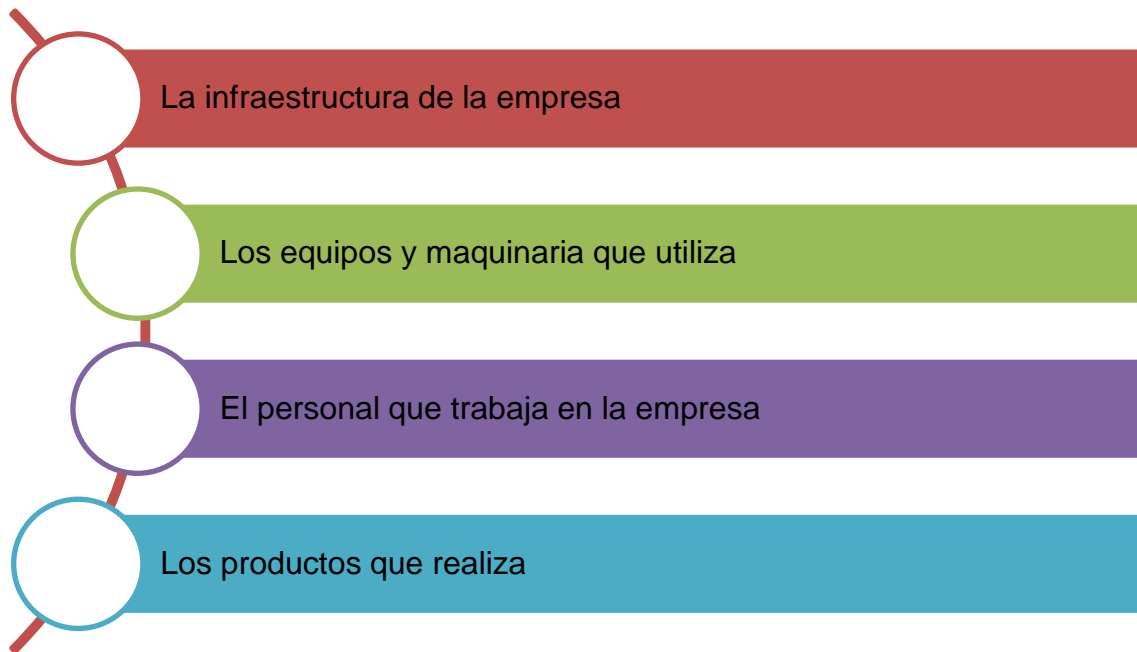 La infraestructura de la empresa
Los equipos y maquinaria que utiliza
El personal que trabaja en la empresa
Los productos que realiza